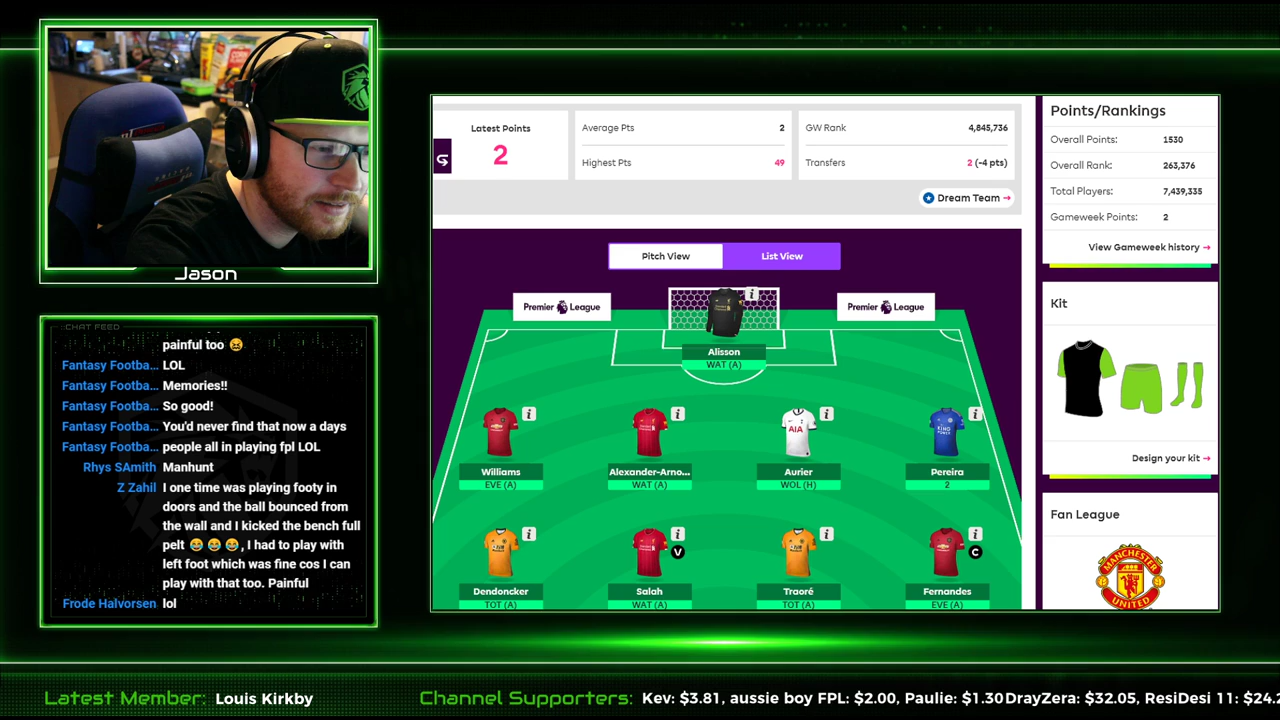 Jason
CHAT FEED
painful too
Fantasy Footba... LOL
Fantasy Footba... Memories!!
Fantasy Footba... So good!
Fantasy Footba... You'd never find that now a days
Fantasy Footba... people all in playing fpl LOL
Rhys SAmith Manhunt
Z Zahil I one time was playing footy in
doors and the ball bounced from
the wall and I kicked the bench full
pelt 😂 😂 😂, I had to play with
left foot which was fine cos I can
play with that too. Painful
Frode Halvorsen lol
Latest Points
2
Average Pts 2
Highest Pts 49
GW Rank 4,845,736
Transfers 2 (-4 pts)
Dream Team →
Pitch View
List View
Premier League
Premier League
Alisson
WAT (A)
Williams
EVE (A)
Alexander-Arno...
WAT (A)
AIA
Aurier
WOL (H)
KING POWER
Pereira
2
Dendoncker
TOT (A)
V
Salah
WAT (A)
Traoré
TOT (A)
C
Fernandes
EVE (A)
Points/Rankings
Overall Points: 1530
Overall Rank: 263,376
Total Players: 7,439,335
Gameweek Points: 2
View Gameweek history →
Kit
Design your kit →
Fan League
MANCHESTER
UNITED
Latest Member: Louis Kirkby
Channel Supporters: Kev: $3.81, aussie boy FPL: $2.00, Paulie: $1.30DrayZera: $32.05, ResiDesi 11: $24.2